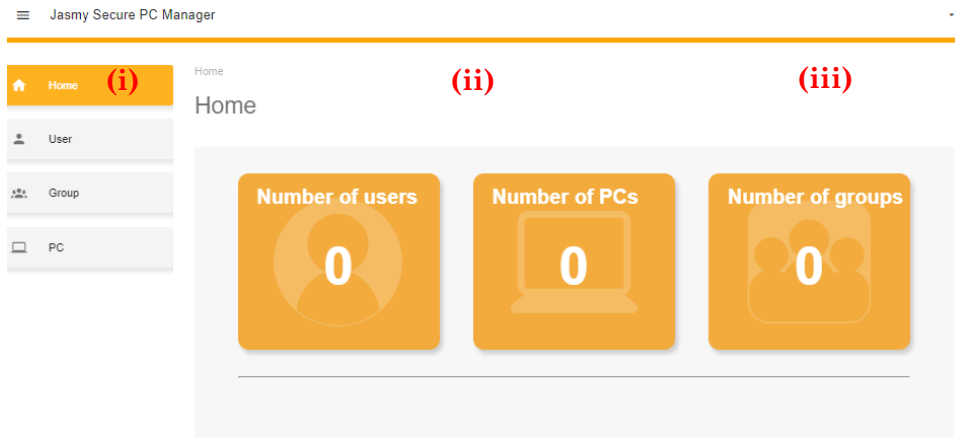 Jasmy Secure PC Manager
Home (i)
User
Group
PC
Home (ii) (iii)
Home
Number of users Number of PCs Number of groups
0 0 0